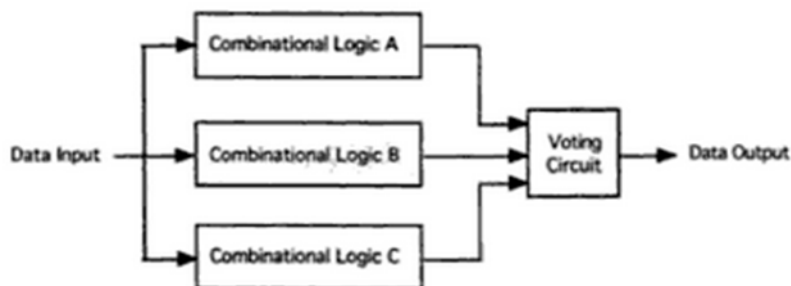 Combinational Logic A
Data Input
Combinational Logic B
Voting
Circuit
Data Output
Combinational Logic C